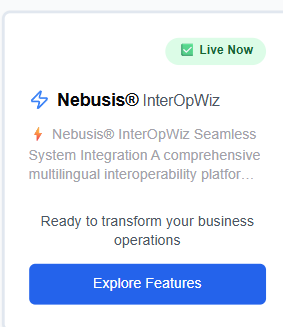 ✅ Live Now
Nebusis® InterOpWiz
⚡ Nebusis® InterOpWiz Seamless
System Integration A comprehensive
multilingual interoperability platfor…
Ready to transform your business
operations
Explore Features